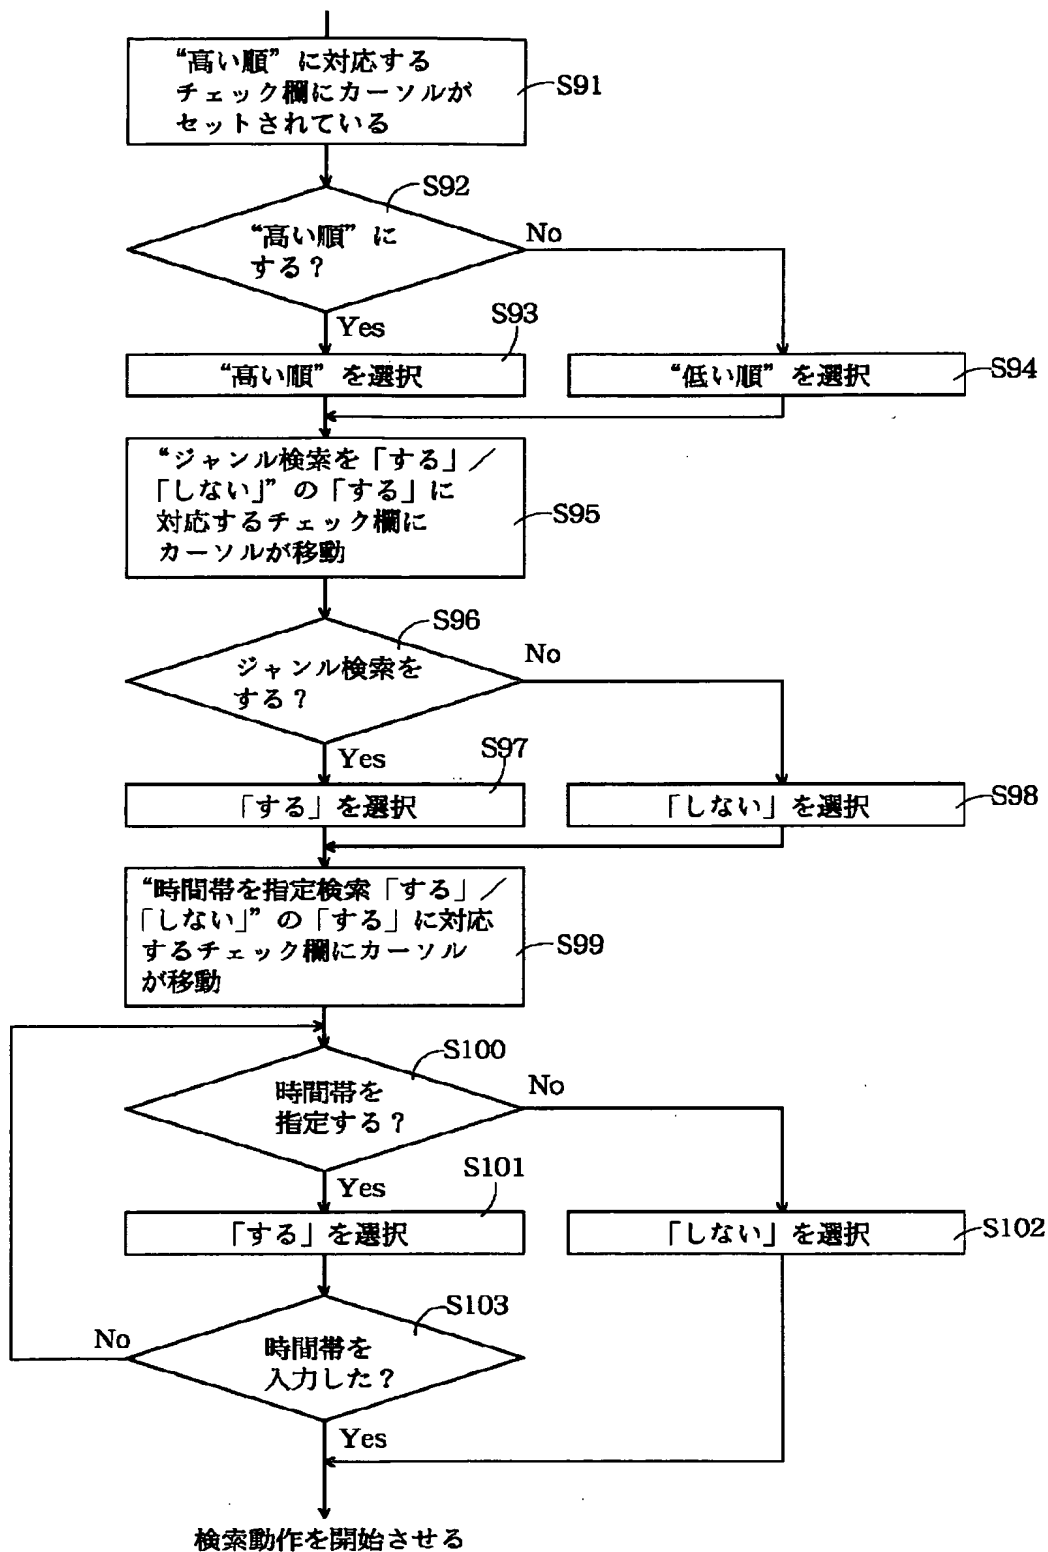 “高い順” に対応する
チェック欄にカーソルが
セットされている
S91
S92
“高い順” に
する？
No
Yes
S93
“高い順” を選択
“低い順” を選択
S94
“ジャンル検索を「する」／
「しない」” の「する」に
対応するチェック欄に
カーソルが移動
S95
S96
ジャンル検索を
する？
No
Yes
S97
「する」を選択
「しない」を選択
S98
“時間帯を指定検索「する」／
「しない」” の「する」に対応
するチェック欄にカーソル
が移動
S99
S100
時間帯を
指定する？
No
Yes
S101
「する」を選択
「しない」を選択
S102
S103
時間帯を
入力した？
No
Yes
検索動作を開始させる